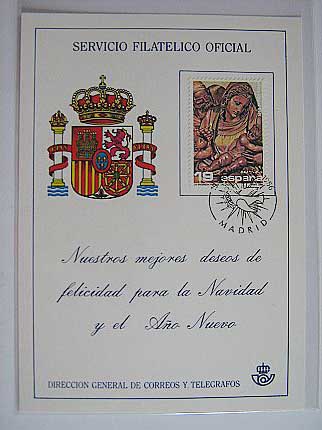 SERVICIO FILATELICO OFICIAL
19 españa
MADRID
Nuestros mejores deseos de
felicidad para la Navidad
y el Año Nuevo
DIRECCION GENERAL DE CORREOS Y TELEGRAFOS